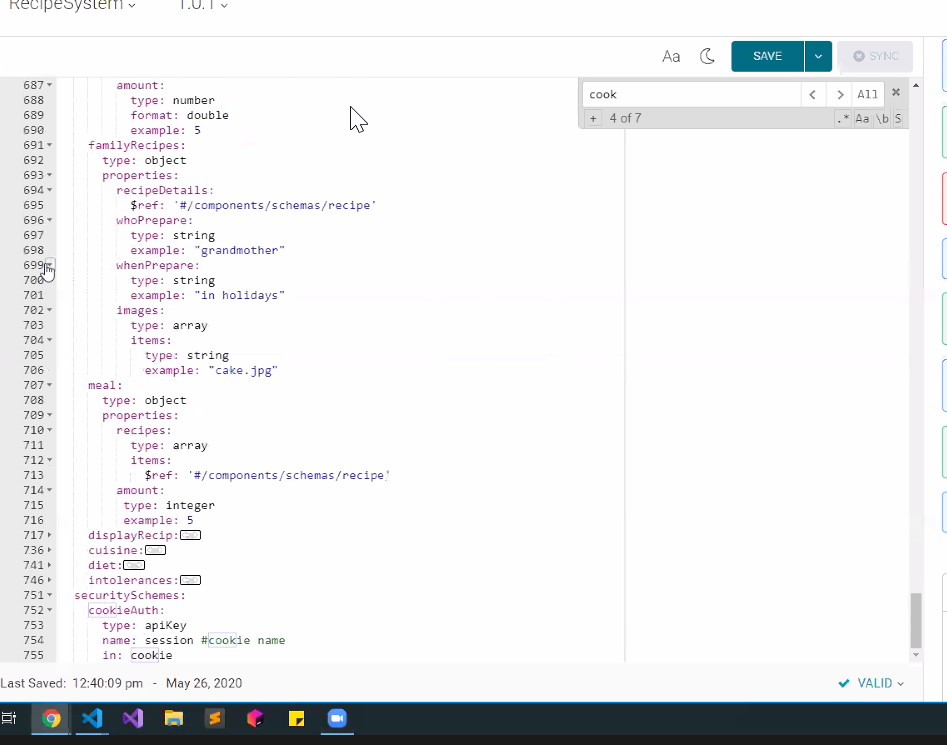 RecipeSystem 1.0.1
Aa SAVE SYNC
cook All
+ 4 of 7 .* Aa \b S
687 amount:
688 type: number
689 format: double
690 example: 5
691 familyRecipes:
692 type: object
693 properties:
694 recipeDetails:
695 $ref: '#/components/schemas/recipe'
696 whoPrepare:
697 type: string
698 example: "grandmother"
699 whenPrepare:
700 type: string
701 example: "in holidays"
702 images:
703 type: array
704 items:
705 type: string
706 example: "cake.jpg"
707 meal:
708 type: object
709 properties:
710 recipes:
711 type: array
712 items:
713 $ref: '#/components/schemas/recipe'
714 amount:
715 type: integer
716 example: 5
717 displayRecip:
736 cuisine:
741 diet:
746 intolerances:
751 securitySchemes:
752 cookieAuth:
753 type: apiKey
754 name: session #cookie name
755 in: cookie
Last Saved: 12:40:09 pm - May 26, 2020 VALID